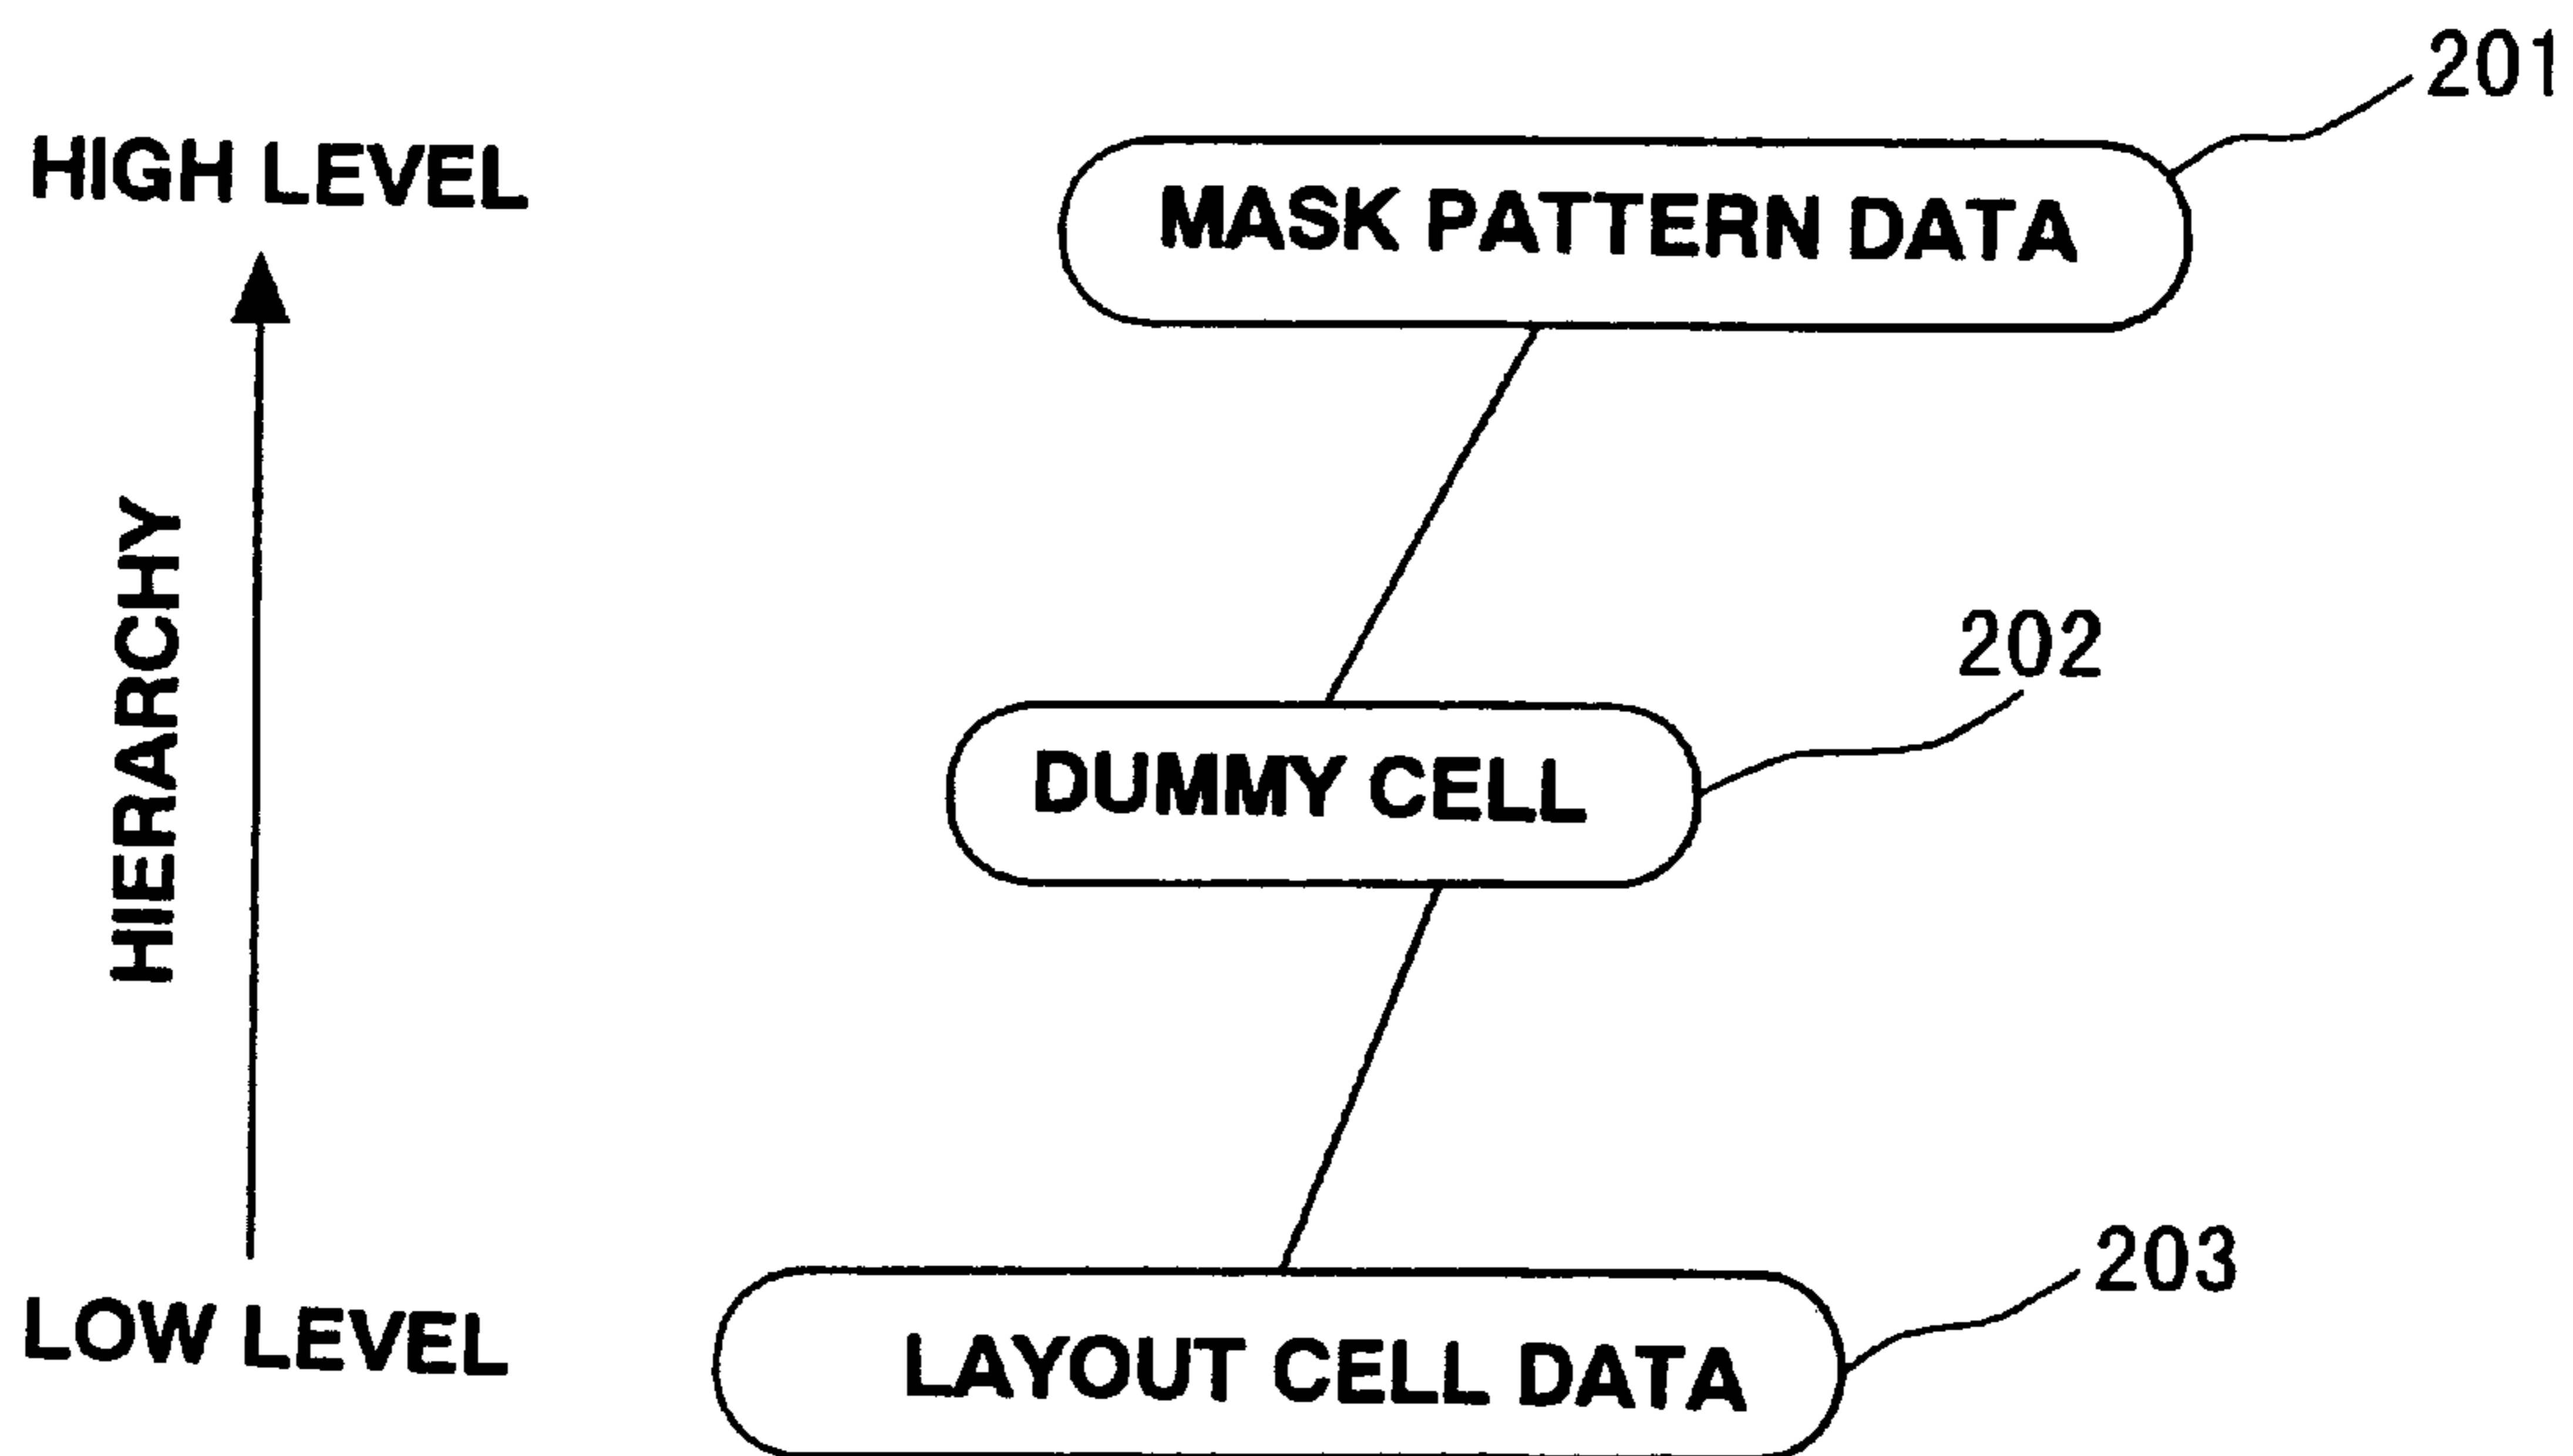 201
HIGH LEVEL
MASK PATTERN DATA
HIERARCHY
202
DUMMY CELL
203
LOW LEVEL
LAYOUT CELL DATA